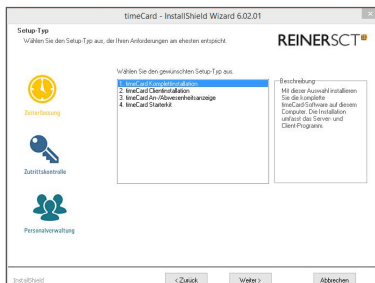 timeCard - InstallShield Wizard 6.02.01
Setup-Typ
Wählen Sie den Setup-Typ aus, der Ihren Anforderungen am ehesten entspricht.
REINERSCT
Wählen Sie den gewünschten Setup-Typ aus.
1. timeCard Komplettinstallation
2. timeCard Clientinstallation
3. timeCard An-/Abwesenheitsanzeige
4. timeCard Starterkit
Beschreibung
Mit dieser Auswahl installieren
Sie die komplette
timeCard-Software auf diesem
Computer. Die Installation
umfasst das Server- und
Client-Programm.
Zeiterfassung
Zutrittskontrolle
Personalverwaltung
InstallShield
< Zurück
Weiter >
Abbrechen